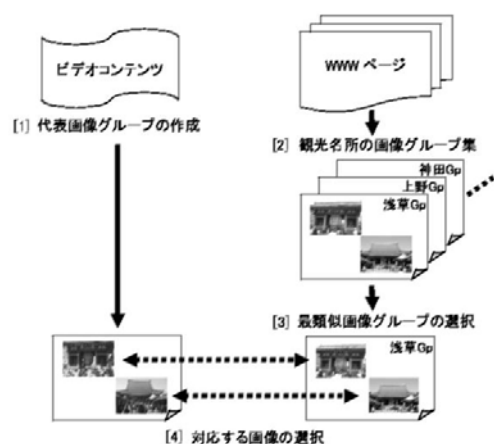 ビデオコンテンツ
WWW ページ
[1] 代表画像グループの作成
[2] 観光名所の画像グループ集
神田Gp
上野Gp
浅草Gp
[3] 最類似画像グループの選択
浅草Gp
[4] 対応する画像の選択